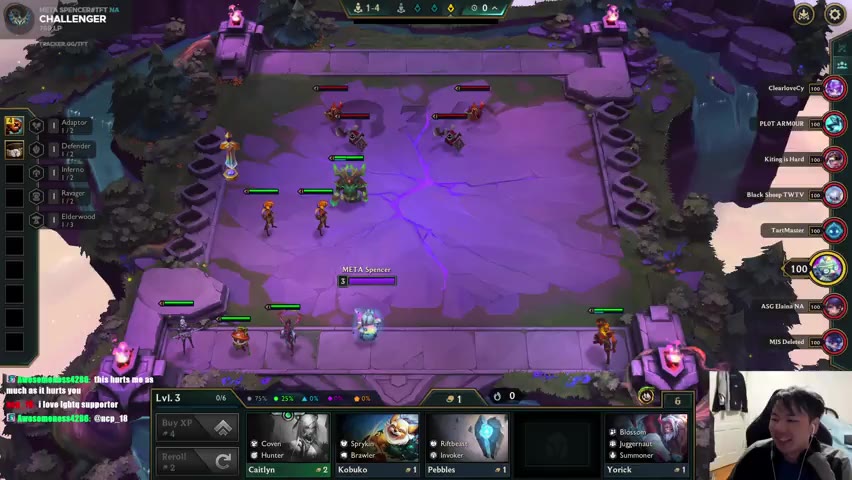 META SPENCER#TFT NA
CHALLENGER
TRACKER.GG/TFT
1-4
0
Adaptor
1 / 2
Defender
1 / 2
Inferno
1 / 2
Ravager
1 / 2
Elderwood
1 / 3
ClearloveCy 100
PL0T ARM0UR 100
Kiting is Hard 100
Black Sheep TWTV 100
TartMaster 100
100
ASG Elaina NA 100
MIS Deleted 100
META Spencer
3
Awesomeness4286: this hurts me as
much as it hurts you
ncp_18: i love lgbtq supporter
Awesomeness4286: @ncp_18
Lvl. 3 0/6
75% 25% 0% 0% 0%
1
0
6
Buy XP
4
Reroll
2
Coven
Hunter
Caitlyn 2
Sprykin
Brawler
Kobuko 1
Riftbeast
Invoker
Pebbles 1
Blossom
Juggernaut
Summoner
Yorick 1